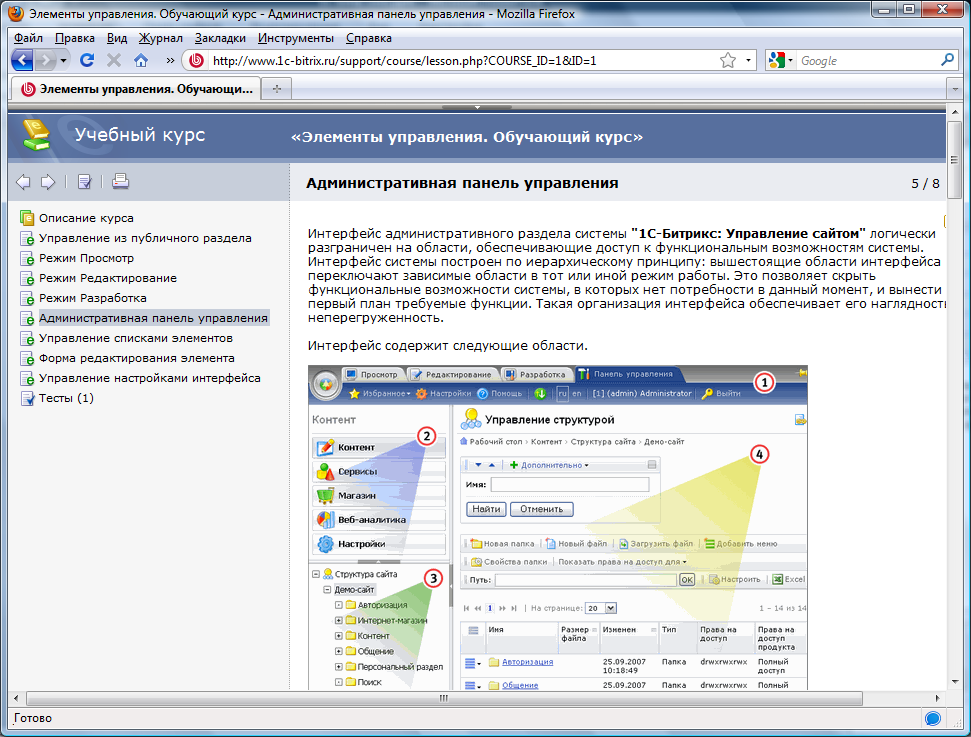 Элементы управления. Обучающий курс - Административная панель управления - Mozilla Firefox
Файл Правка Вид Журнал Закладки Инструменты Справка
http://www.1c-bitrix.ru/support/course/lesson.php?COURSE_ID=1&ID=1
Google
Элементы управления. Обучающи...
Учебный курс
«Элементы управления. Обучающий курс»
Административная панель управления
5 / 8
Описание курса
Управление из публичного раздела
Режим Просмотр
Режим Редактирование
Режим Разработка
Административная панель управления
Управление списками элементов
Форма редактирования элемента
Управление настройками интерфейса
Тесты (1)
Интерфейс административного раздела системы "1С-Битрикс: Управление сайтом" логически
разграничен на области, обеспечивающие доступ к функциональным возможностям системы.
Интерфейс системы построен по иерархическому принципу: вышестоящие области интерфейса
переключают зависимые области в тот или иной режим работы. Это позволяет скрыть
функциональные возможности системы, в которых нет потребности в данный момент, и вынести
первый план требуемые функции. Такая организация интерфейса обеспечивает его наглядность
неперегруженность.
Интерфейс содержит следующие области.
Просмотр Редактирование Разработка Панель управления
1
Избранное Настройки Помощь ru en [1] (admin) Administrator Выйти
Контент
2
Контент
Сервисы
Магазин
Веб-аналитика
Настройки
3
Структура сайта
Демо-сайт
Авторизация
Интернет-магазин
Контент
Общение
Персональный раздел
Поиск
Управление структурой
Рабочий стол › Контент › Структура сайта › Демо-сайт
4
Дополнительно
Имя:
Найти Отменить
Новая папка Новый файл Загрузить файл Добавить меню
Свойства папки Показать права на доступ для
Путь: OK Настроить Excel
1 На странице: 20 1 - 14 из 14
Имя Размер файла Изменен Тип Права на доступ Права на доступ продукта
Авторизация 25.09.2007 10:18:49 Папка drwxrwxrwx Полный доступ
Общение 25.09.2007 Папка drwxrwxrwx Полный
Готово